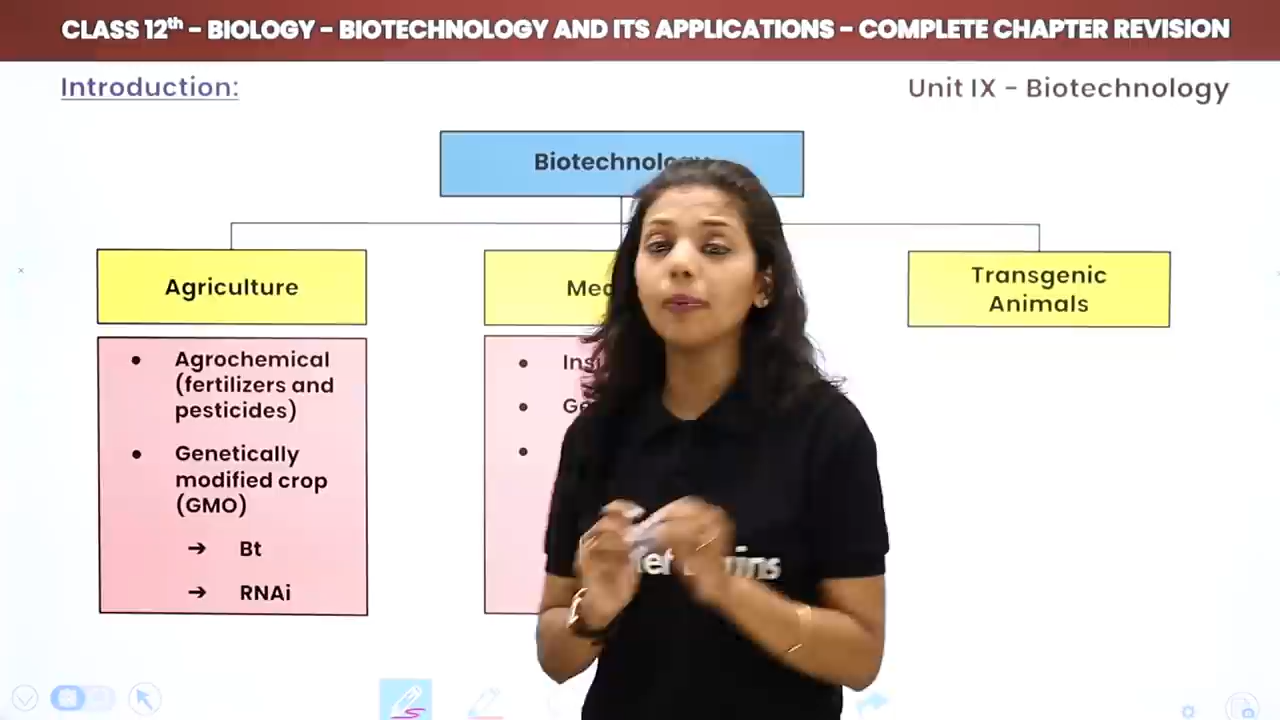 CLASS 12th – BIOLOGY – BIOTECHNOLOGY AND ITS APPLICATIONS – COMPLETE CHAPTER REVISION
Introduction:
Unit IX – Biotechnology
Biotechnology
Agriculture
Transgenic
Animals
● Agrochemical
(fertilizers and
pesticides)
● Genetically
modified crop
(GMO)
➔ Bt
➔ RNAi